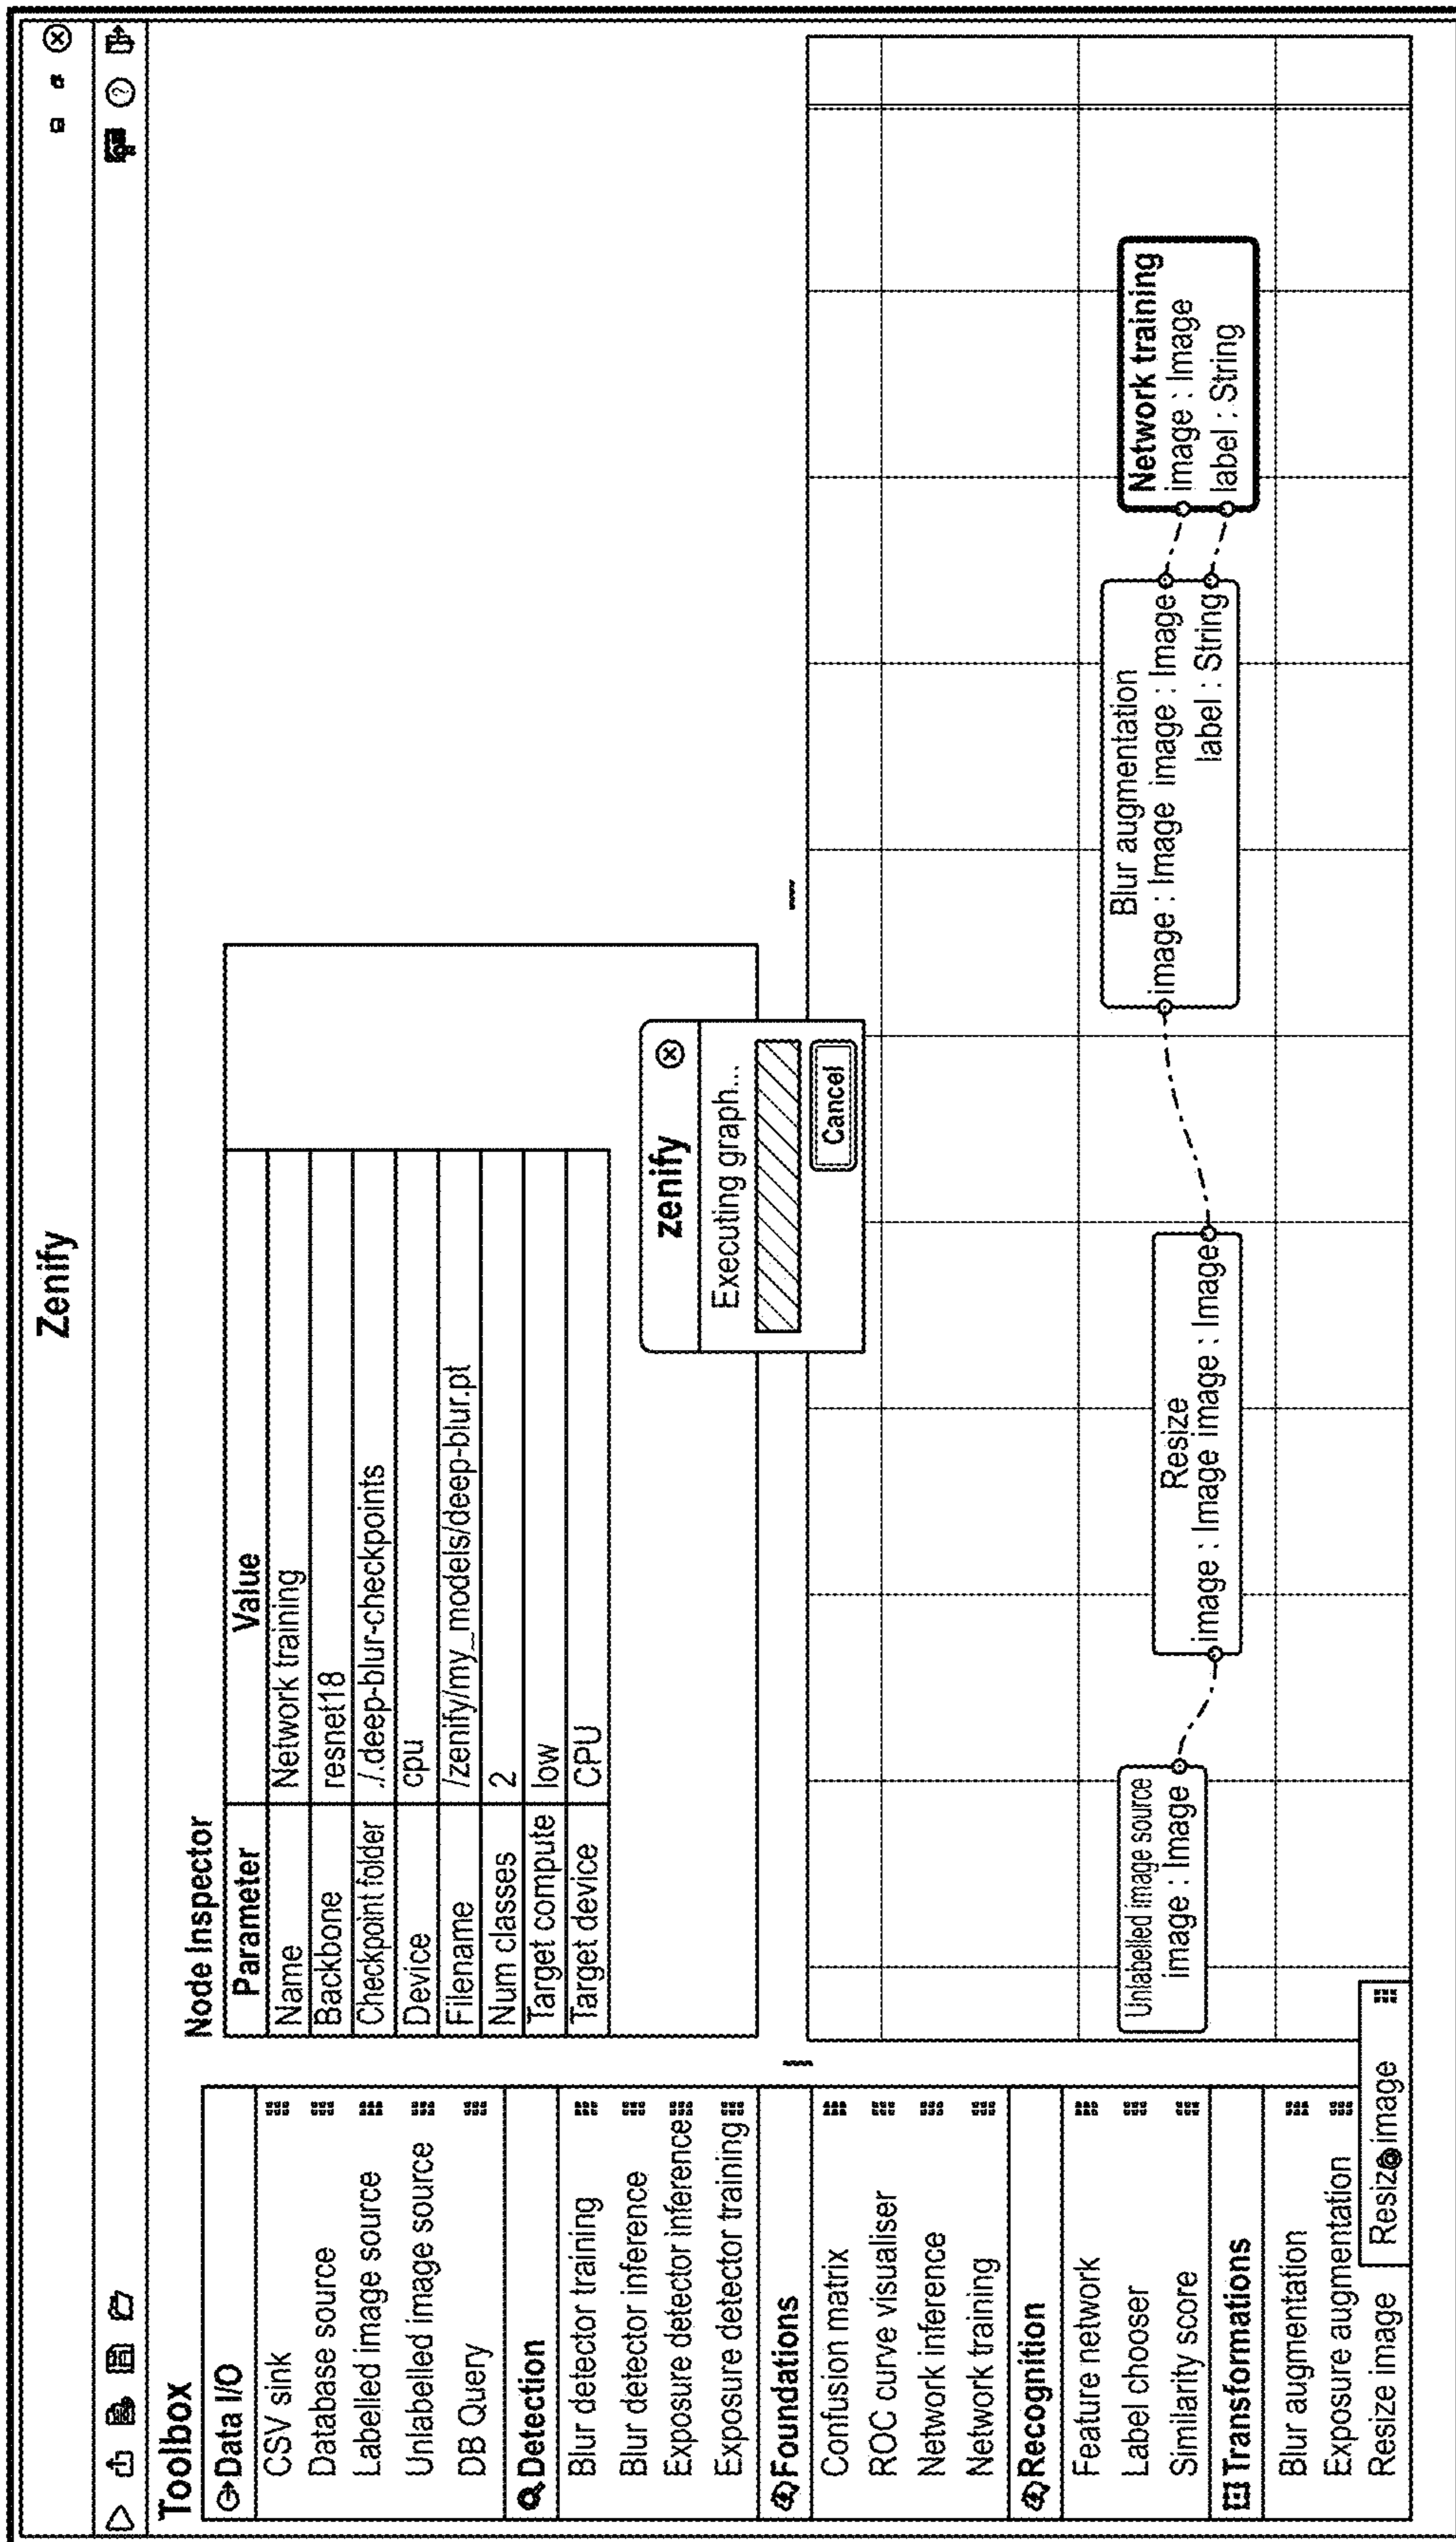 Zenify
Toolbox
Data I/O
CSV sink
Database source
Labelled image source
Unlabelled image source
DB Query
Detection
Blur detector training
Blur detector inference
Exposure detector inference
Exposure detector training
Foundations
Confusion matrix
ROC curve visualiser
Network inference
Network training
Recognition
Feature network
Label chooser
Similarity score
Transformations
Blur augmentation
Exposure augmentation
Resize image
Resize image
Node Inspector
Parameter Value
Name Network training
Backbone resnet18
Checkpoint folder ./.deep-blur-checkpoints
Device cpu
Filename /zenify/my_models/deep-blur.pt
Num classes 2
Target compute low
Target device CPU
zenify
Executing graph...
Cancel
Unlabelled image source
image : Image
Resize
image : Image image : Image
Blur augmentation
image : Image image : Image
label : String
Network training
image : Image
label : String